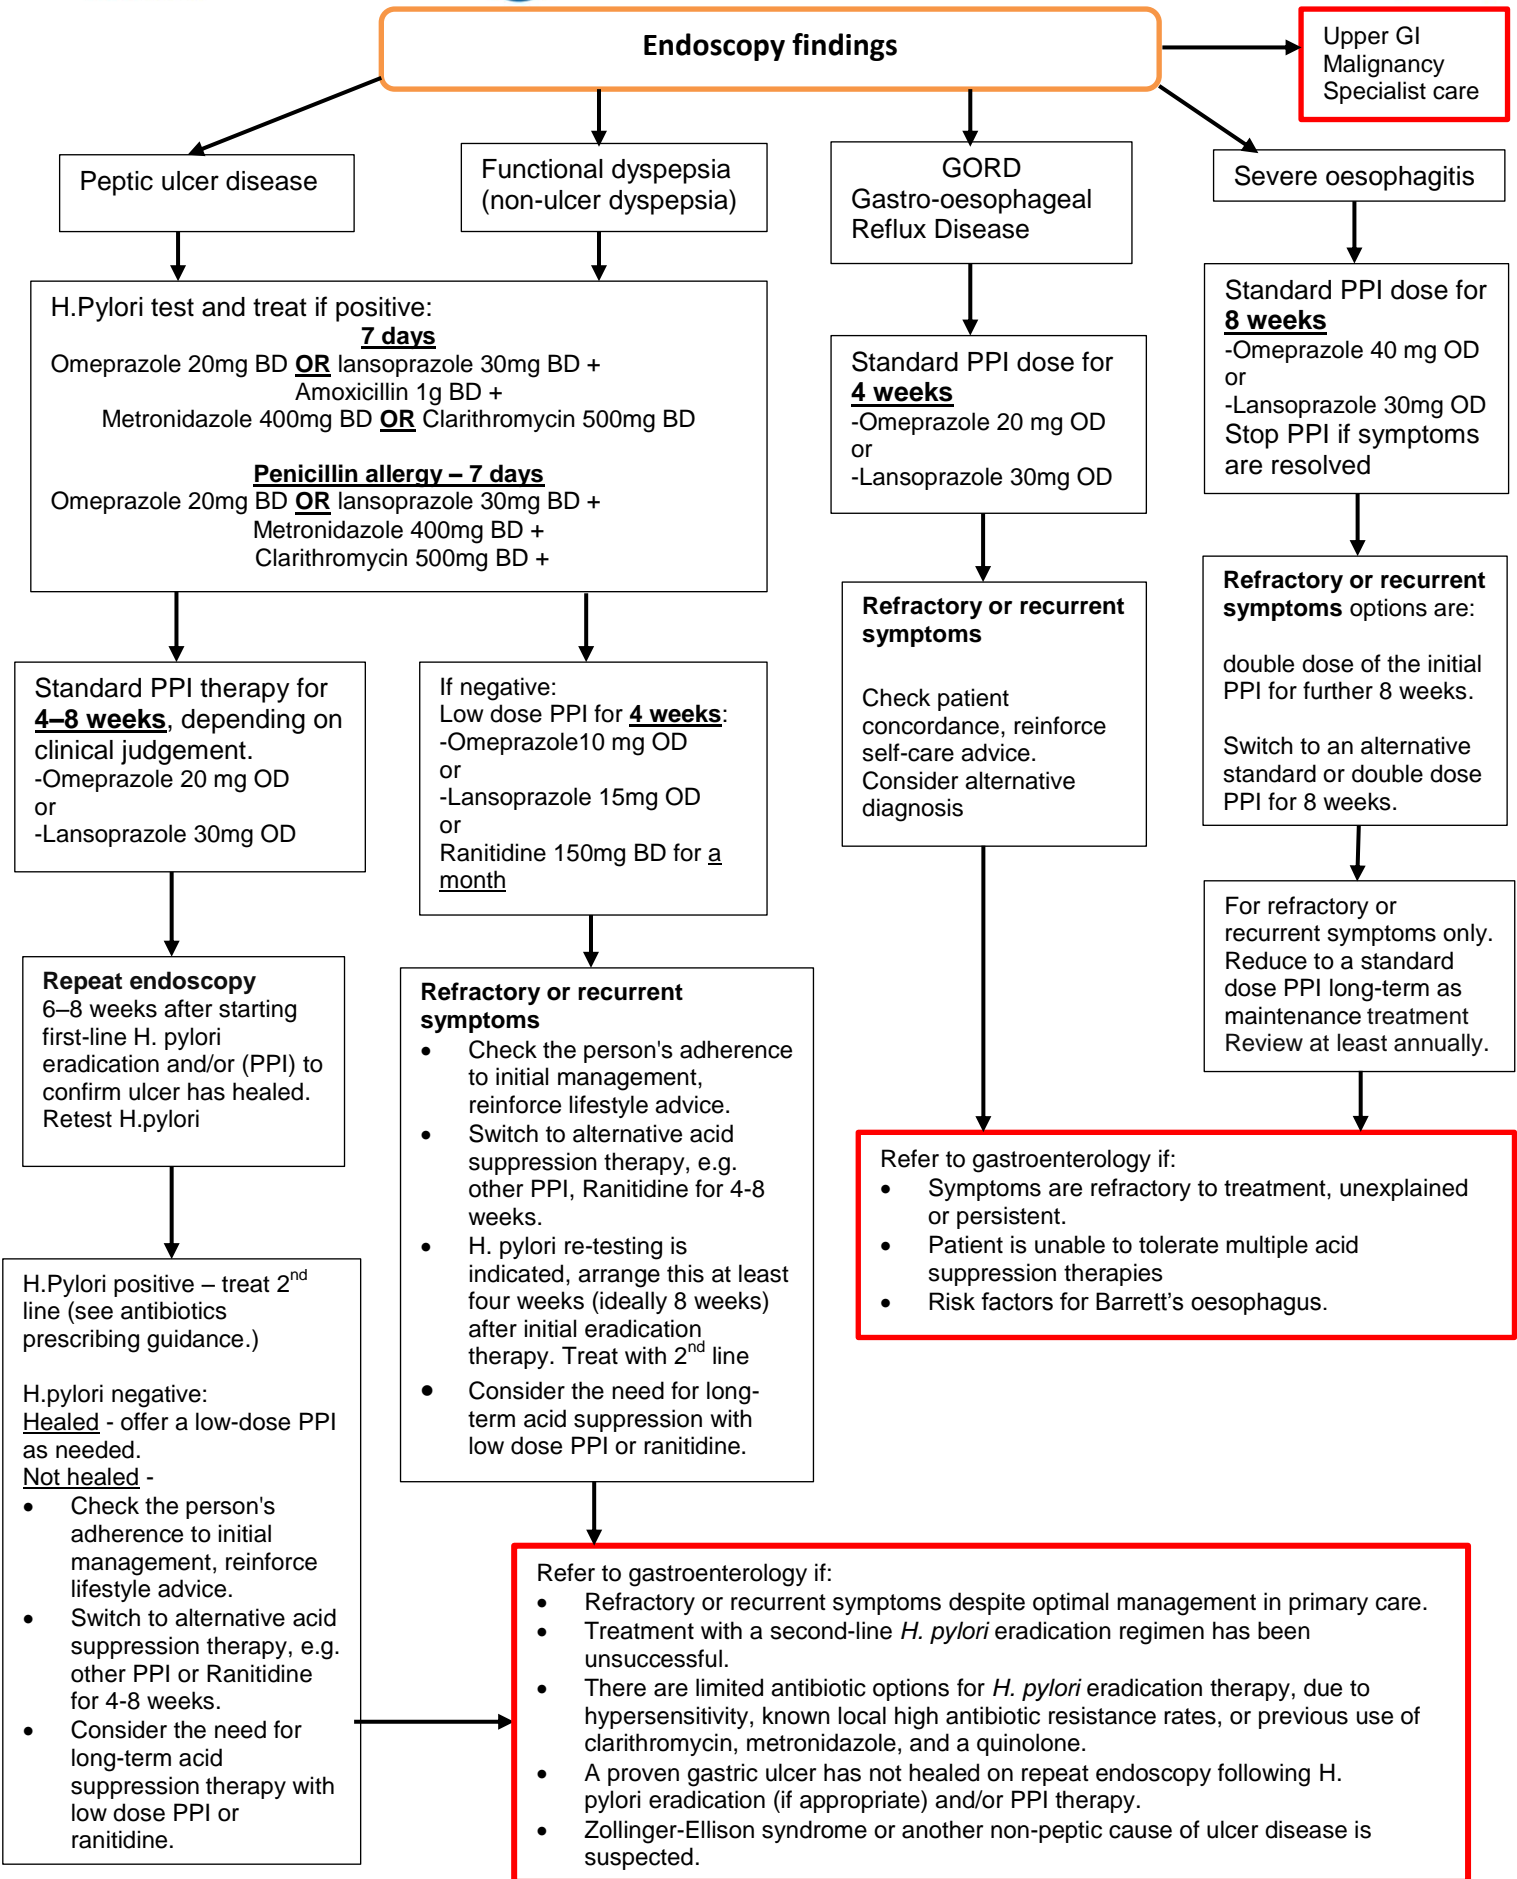 Endoscopy findings
Upper GI
Malignancy
Specialist care
Peptic ulcer disease
Functional dyspepsia
(non-ulcer dyspepsia)
GORD
Gastro-oesophageal
Reflux Disease
Severe oesophagitis
H.Pylori test and treat if positive:
7 days
Omeprazole 20mg BD OR lansoprazole 30mg BD +
Amoxicillin 1g BD +
Metronidazole 400mg BD OR Clarithromycin 500mg BD
Penicillin allergy – 7 days
Omeprazole 20mg BD OR lansoprazole 30mg BD +
Metronidazole 400mg BD +
Clarithromycin 500mg BD +
Standard PPI dose for
4 weeks
-Omeprazole 20 mg OD
or
-Lansoprazole 30mg OD
Standard PPI dose for
8 weeks
-Omeprazole 40 mg OD
or
-Lansoprazole 30mg OD
Stop PPI if symptoms
are resolved
Standard PPI therapy for
4–8 weeks, depending on
clinical judgement.
-Omeprazole 20 mg OD
or
-Lansoprazole 30mg OD
If negative:
Low dose PPI for 4 weeks:
-Omeprazole10 mg OD
or
-Lansoprazole 15mg OD
or
Ranitidine 150mg BD for a
month
Refractory or recurrent
symptoms
Check patient
concordance, reinforce
self-care advice.
Consider alternative
diagnosis
Refractory or recurrent
symptoms options are:
double dose of the initial
PPI for further 8 weeks.
Switch to an alternative
standard or double dose
PPI for 8 weeks.
For refractory or
recurrent symptoms only.
Reduce to a standard
dose PPI long-term as
maintenance treatment
Review at least annually.
Repeat endoscopy
6–8 weeks after starting
first-line H. pylori
eradication and/or (PPI) to
confirm ulcer has healed.
Retest H.pylori
Refractory or recurrent
symptoms
• Check the person's adherence
to initial management,
reinforce lifestyle advice.
• Switch to alternative acid
suppression therapy, e.g.
other PPI, Ranitidine for 4-8
weeks.
• H. pylori re-testing is
indicated, arrange this at least
four weeks (ideally 8 weeks)
after initial eradication
therapy. Treat with 2nd line
• Consider the need for long-
term acid suppression with
low dose PPI or ranitidine.
Refer to gastroenterology if:
• Symptoms are refractory to treatment, unexplained
or persistent.
• Patient is unable to tolerate multiple acid
suppression therapies
• Risk factors for Barrett's oesophagus.
H.Pylori positive – treat 2nd
line (see antibiotics
prescribing guidance.)
H.pylori negative:
Healed - offer a low-dose PPI
as needed.
Not healed -
• Check the person's
adherence to initial
management, reinforce
lifestyle advice.
• Switch to alternative acid
suppression therapy, e.g.
other PPI or Ranitidine
for 4-8 weeks.
• Consider the need for
long-term acid
suppression therapy with
low dose PPI or
ranitidine.
Refer to gastroenterology if:
• Refractory or recurrent symptoms despite optimal management in primary care.
• Treatment with a second-line H. pylori eradication regimen has been
unsuccessful.
• There are limited antibiotic options for H. pylori eradication therapy, due to
hypersensitivity, known local high antibiotic resistance rates, or previous use of
clarithromycin, metronidazole, and a quinolone.
• A proven gastric ulcer has not healed on repeat endoscopy following H.
pylori eradication (if appropriate) and/or PPI therapy.
• Zollinger-Ellison syndrome or another non-peptic cause of ulcer disease is
suspected.